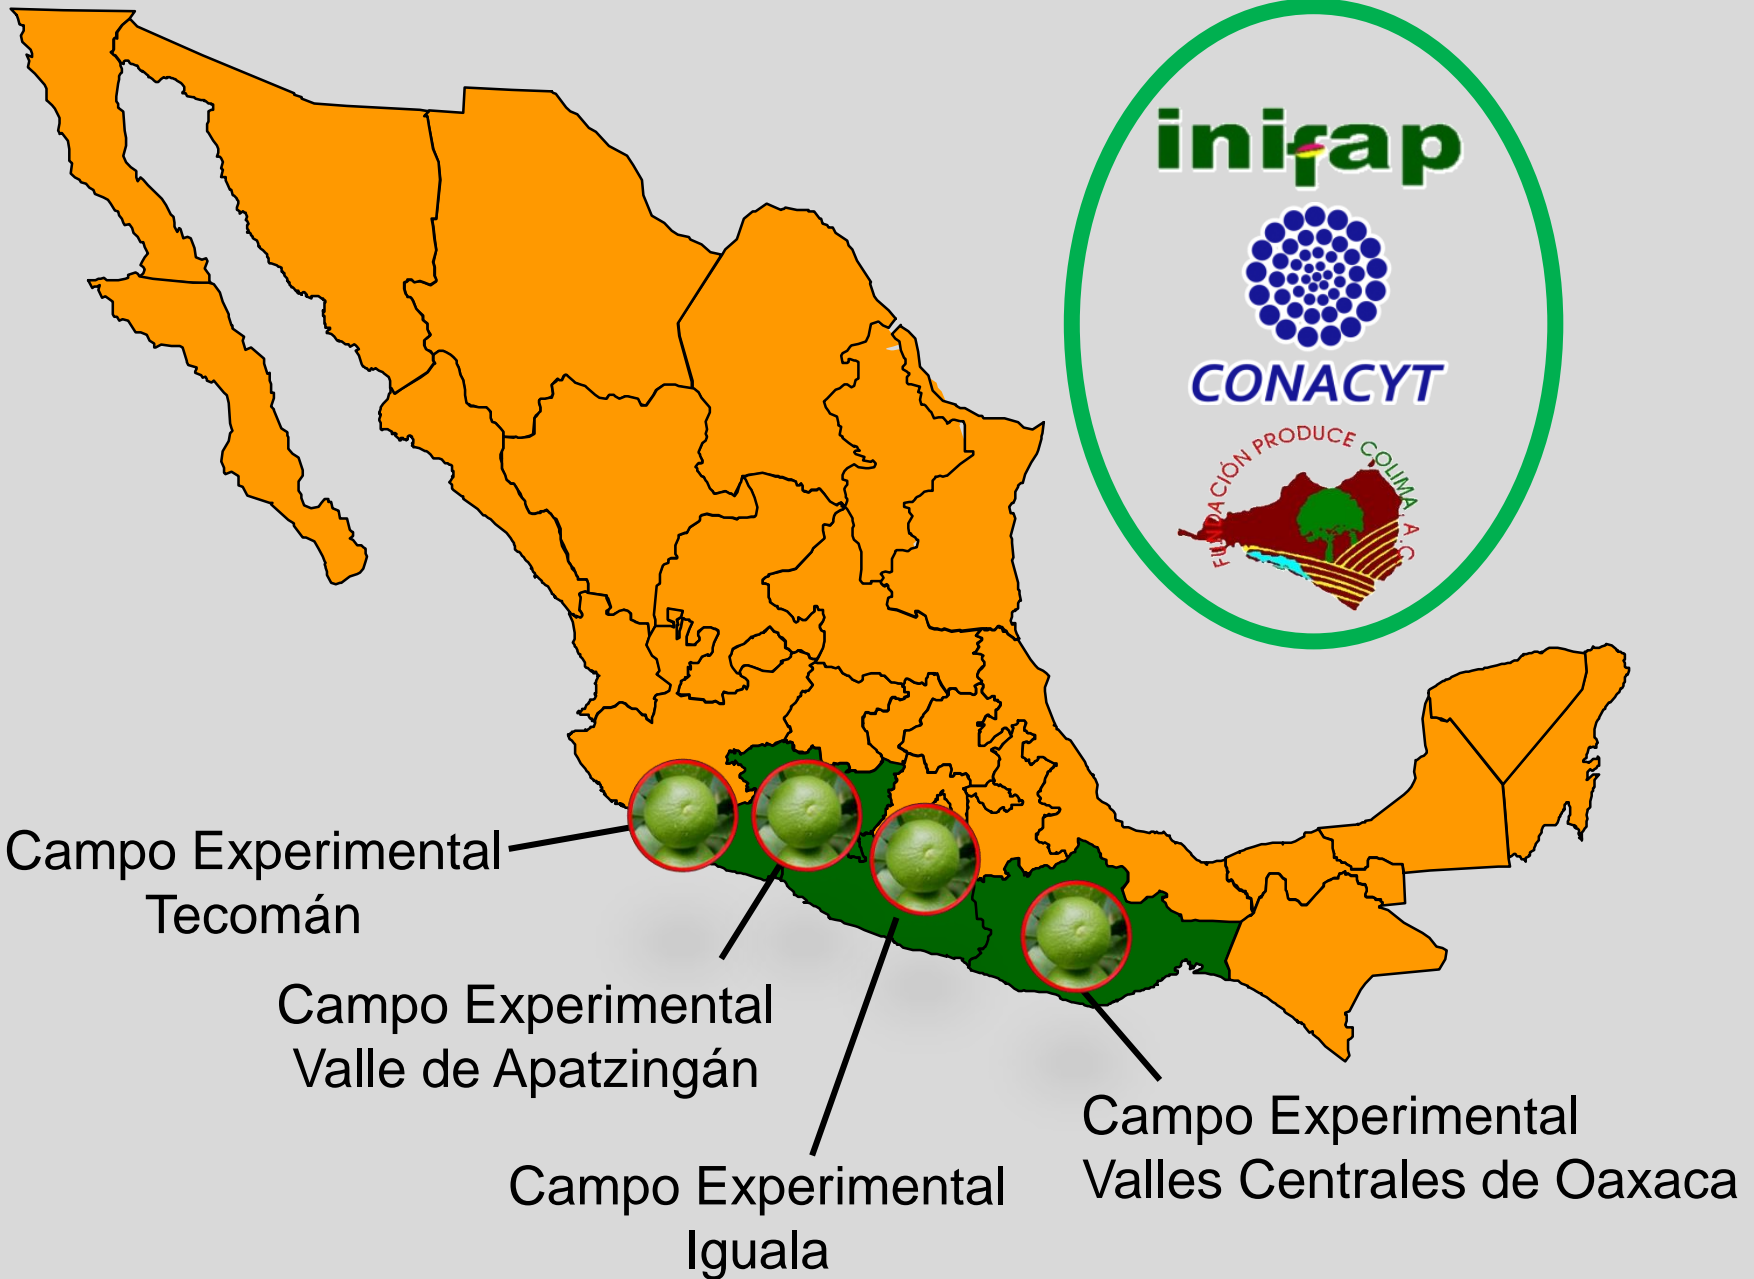 inifap
CONACYT
FUNDACIÓN PRODUCE COLIMA, A.C.
Campo Experimental
Tecomán
Campo Experimental
Valle de Apatzingán
Campo Experimental
Iguala
Campo Experimental
Valles Centrales de Oaxaca